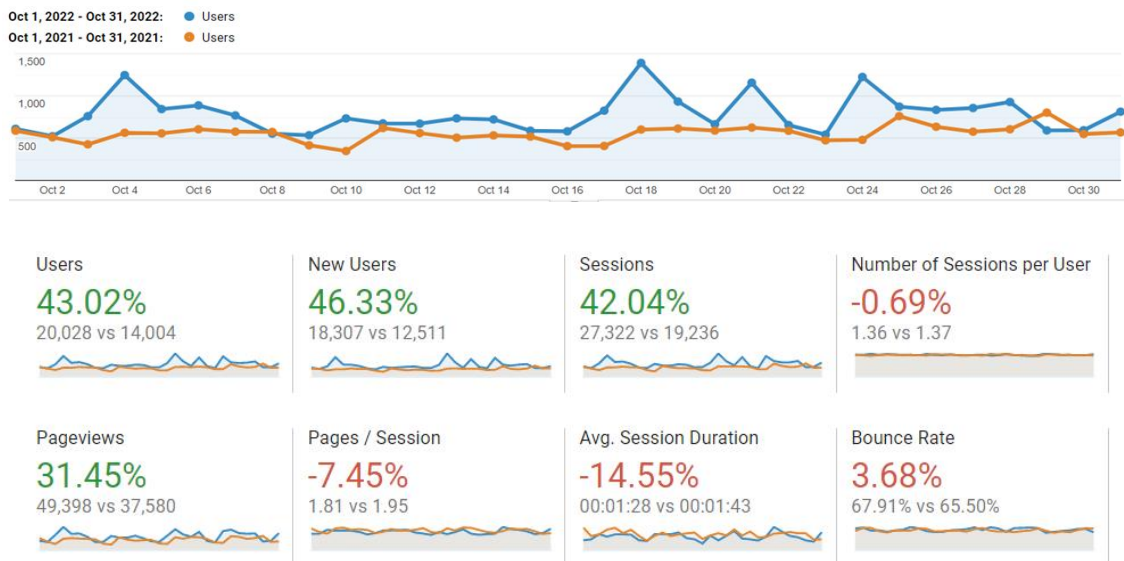 Oct 1, 2022 - Oct 31, 2022: Users
Oct 1, 2021 - Oct 31, 2021: Users
1,500
1,000
500
Oct 2 Oct 4 Oct 6 Oct 8 Oct 10 Oct 12 Oct 14 Oct 16 Oct 18 Oct 20 Oct 22 Oct 24 Oct 26 Oct 28 Oct 30
Users New Users Sessions Number of Sessions per User
43.02% 46.33% 42.04% -0.69%
20,028 vs 14,004 18,307 vs 12,511 27,322 vs 19,236 1.36 vs 1.37
Pageviews Pages / Session Avg. Session Duration Bounce Rate
31.45% -7.45% -14.55% 3.68%
49,398 vs 37,580 1.81 vs 1.95 00:01:28 vs 00:01:43 67.91% vs 65.50%